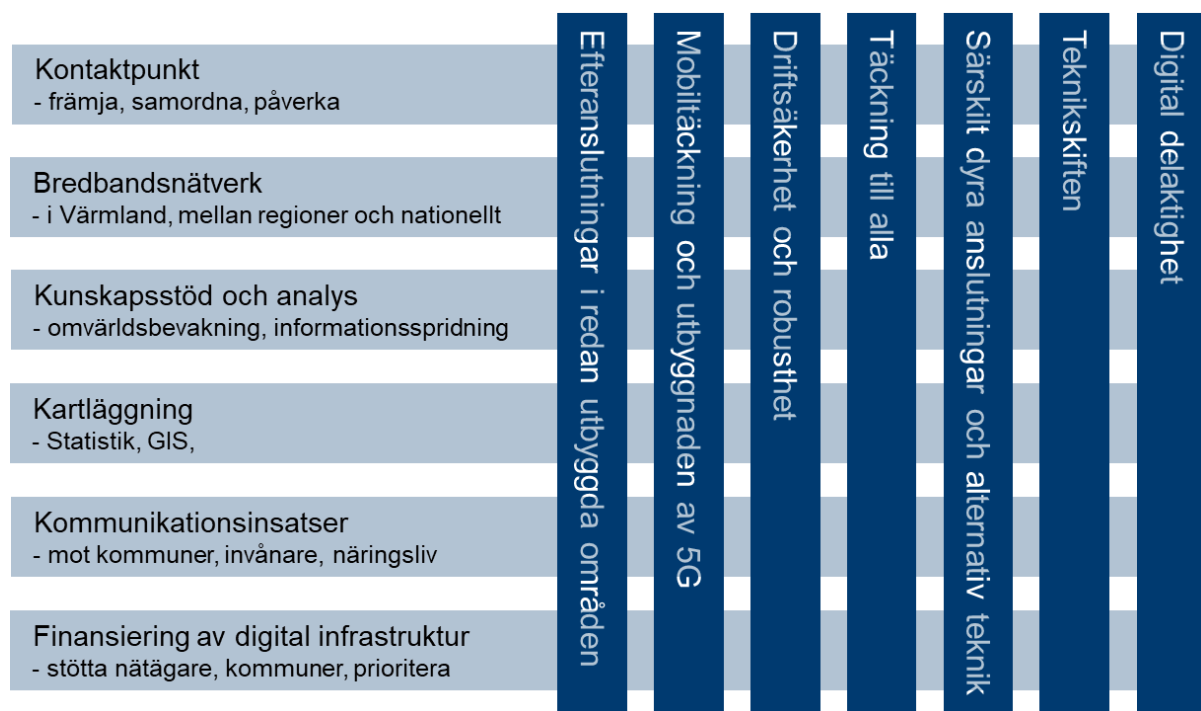 Kontaktpunkt
- främja, samordna, påverka
Bredbandsnätverk
- i Värmland, mellan regioner och nationellt
Kunskapsstöd och analys
- omvärldsbevakning, informationsspridning
Kartläggning
- Statistik, GIS,
Kommunikationsinsatser
- mot kommuner, invånare, näringsliv
Finansiering av digital infrastruktur
- stötta nätägare, kommuner, prioritera
Efteranslutningar i redan utbyggda områden
Mobiltäckning och utbyggnaden av 5G
Driftsäkerhet och robusthet
Täckning till alla
Särskilt dyra anslutningar och alternativ teknik
Teknikskiften
Digital delaktighet